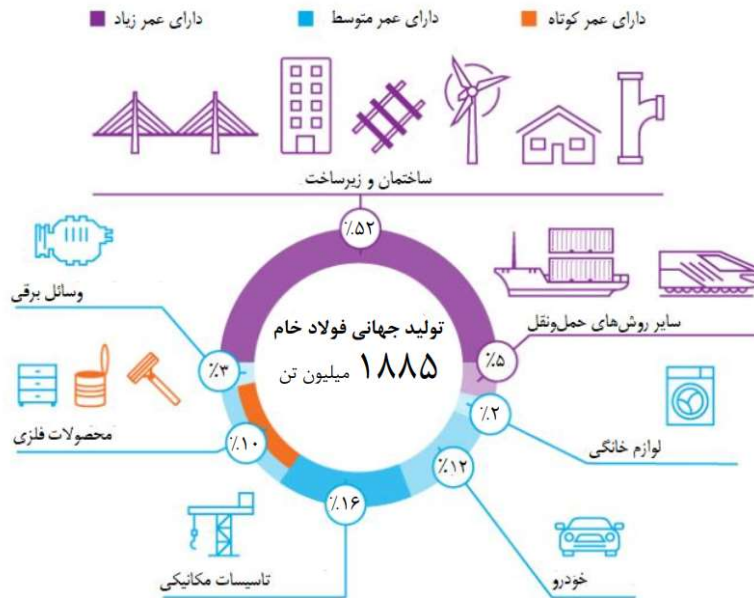 دارای عمر کوتاه
دارای عمر متوسط
دارای عمر زیاد
ساختمان و زیرساخت
٪۵۲
وسائل برقی
سایر روش‌های حمل‌ونقل
تولید جهانی فولاد خام
۱۸۸۵ میلیون تن
٪۳
٪۵
٪۲
محصولات فلزی
لوازم خانگی
٪۱۰
٪۱۲
٪۱۶
تاسیسات مکانیکی
خودرو